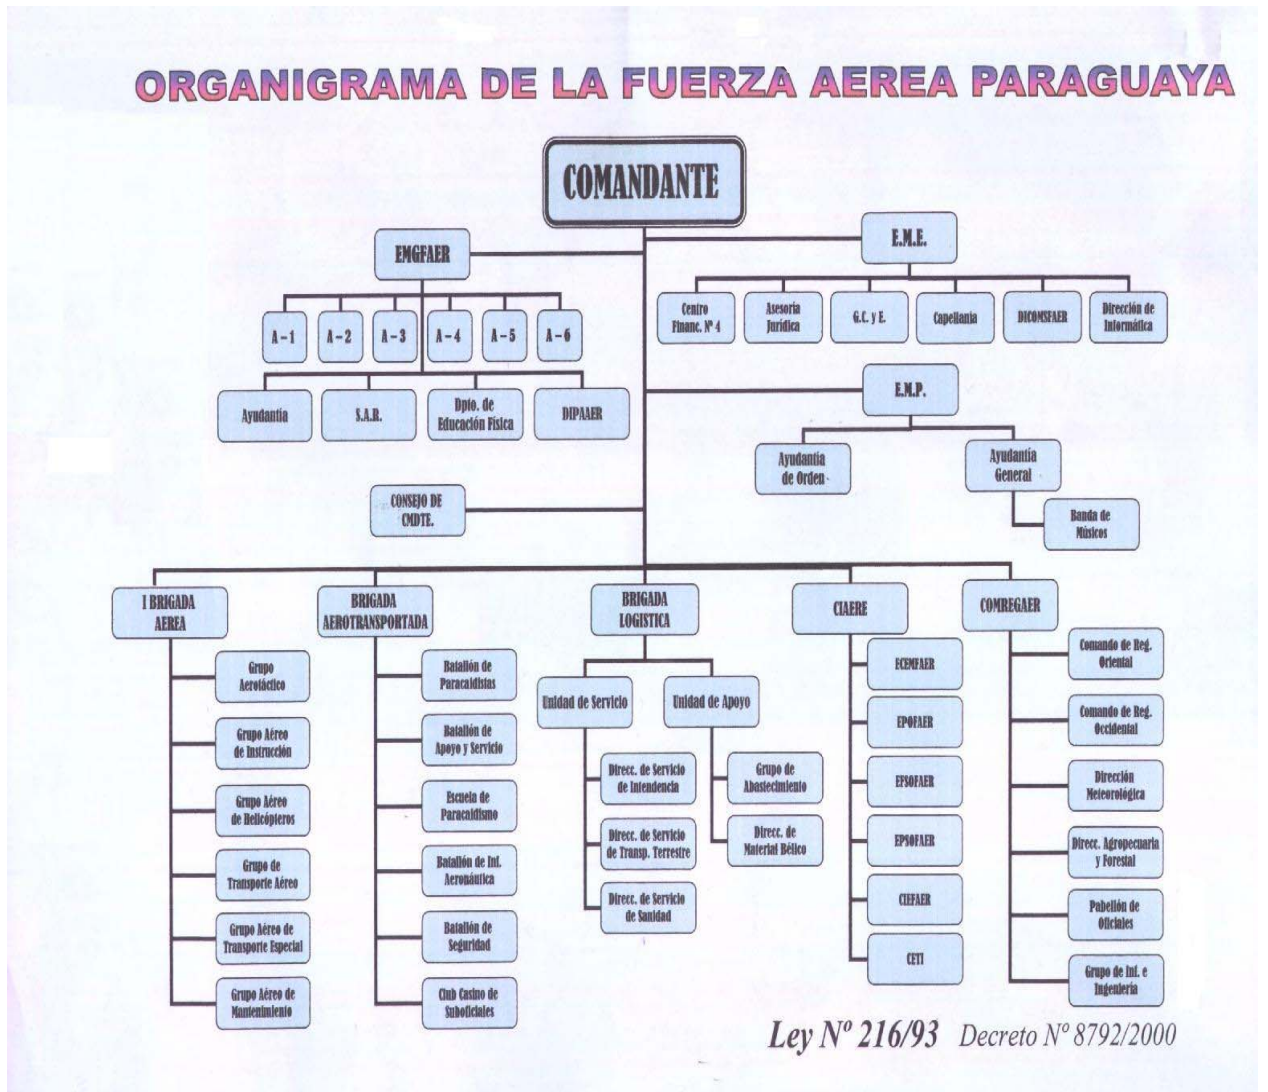 ORGANIGRAMA DE LA FUERZA AEREA PARAGUAYA
COMANDANTE
EMGFAER
E.M.E.
A – 1
A – 2
A – 3
A – 4
A – 5
A – 6
Centro
Financ. Nº 4
Asesoría
Jurídica
G.C. y E.
Capellanía
DICOMSFAER
Dirección de
Informática
Ayudantía
S.A.R.
Dpto. de
Educación Física
DIPAAER
E.M.P.
Ayudantía
de Orden
Ayudantía
General
Banda de
Músicos
CONSEJO DE
CMDTE.
I BRIGADA
AEREA
BRIGADA
AEROTRANSPORTADA
BRIGADA
LOGISTICA
CIAERE
COMREGAER
Grupo
Aerotáctico
Grupo Aéreo
de Instrucción
Grupo Aéreo
de Helicópteros
Grupo de
Transporte Aéreo
Grupo Aéreo de
Transporte Especial
Grupo Aéreo de
Mantenimiento
Batallón de
Paracaidistas
Batallón de
Apoyo y Servicio
Escuela de
Paracaidismo
Batallón de Inf.
Aeronáutica
Batallón de
Seguridad
Club Casino de
Suboficiales
Unidad de Servicio
Unidad de Apoyo
Direcc. de Servicio
de Intendencia
Direcc. de Servicio
de Transp. Terrestre
Direcc. de Servicio
de Sanidad
Grupo de
Abastecimiento
Direcc. de
Material Bélico
ECEMFAER
EPOFAER
EFSOFAER
EPSOFAER
CIEFAER
CETI
Comando de Reg.
Oriental
Comando de Reg.
Occidental
Dirección
Meteorológica
Direcc. Agropecuaria
y Forestal
Pabellón de
Oficiales
Grupo de Inf. e
Ingeniería
Ley Nº 216/93 Decreto Nº 8792/2000